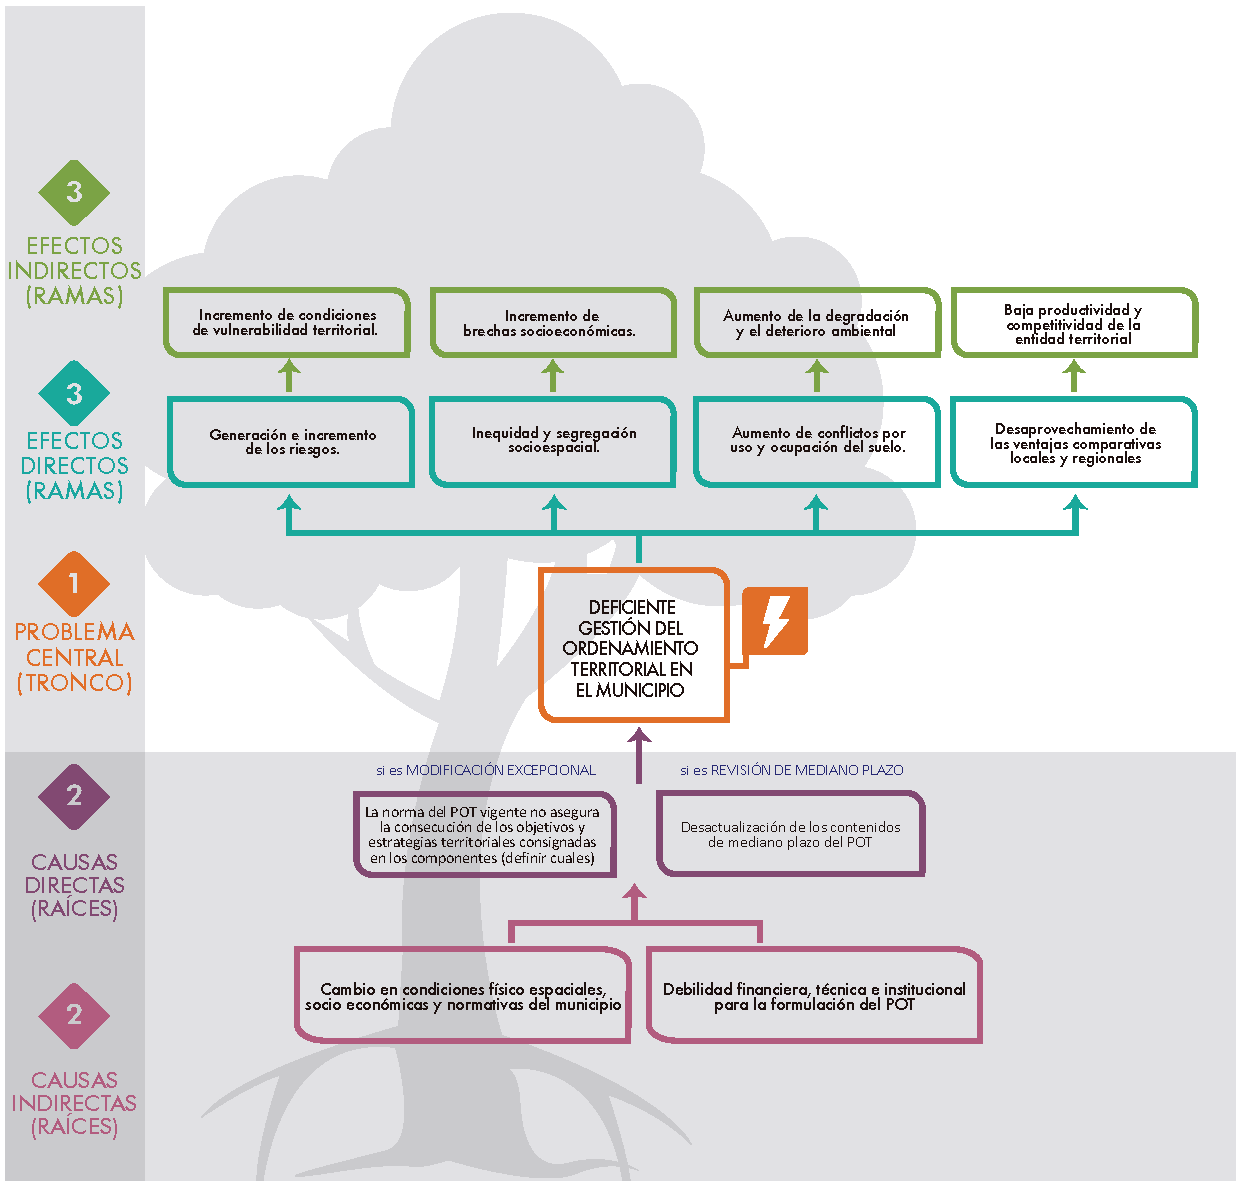 3
EFECTOS
INDIRECTOS
(RAMAS)
Incremento de condiciones
de vulnerabilidad territorial.
Incremento de
brechas socioeconómicas.
Aumento de la degradación
y el deterioro ambiental
Baja productividad y
competitividad de la
entidad territorial
3
EFECTOS
DIRECTOS
(RAMAS)
Generación e incremento
de los riesgos.
Inequidad y segregación
socioespacial.
Aumento de conflictos por
uso y ocupación del suelo.
Desaprovechamiento de
las ventajas comparativas
locales y regionales
1
PROBLEMA
CENTRAL
(TRONCO)
DEFICIENTE
GESTIÓN DEL
ORDENAMIENTO
TERRITORIAL EN
EL MUNICIPIO
2
CAUSAS
DIRECTAS
(RAÍCES)
si es MODIFICACIÓN EXCEPCIONAL
La norma del POT vigente no asegura
la consecución de los objetivos y
estrategias territoriales consignadas
en los componentes (definir cuales)
si es REVISIÓN DE MEDIANO PLAZO
Desactualización de los contenidos
de mediano plazo del POT
2
CAUSAS
INDIRECTAS
(RAÍCES)
Cambio en condiciones físico espaciales,
socio económicas y normativas del municipio
Debilidad financiera, técnica e institucional
para la formulación del POT